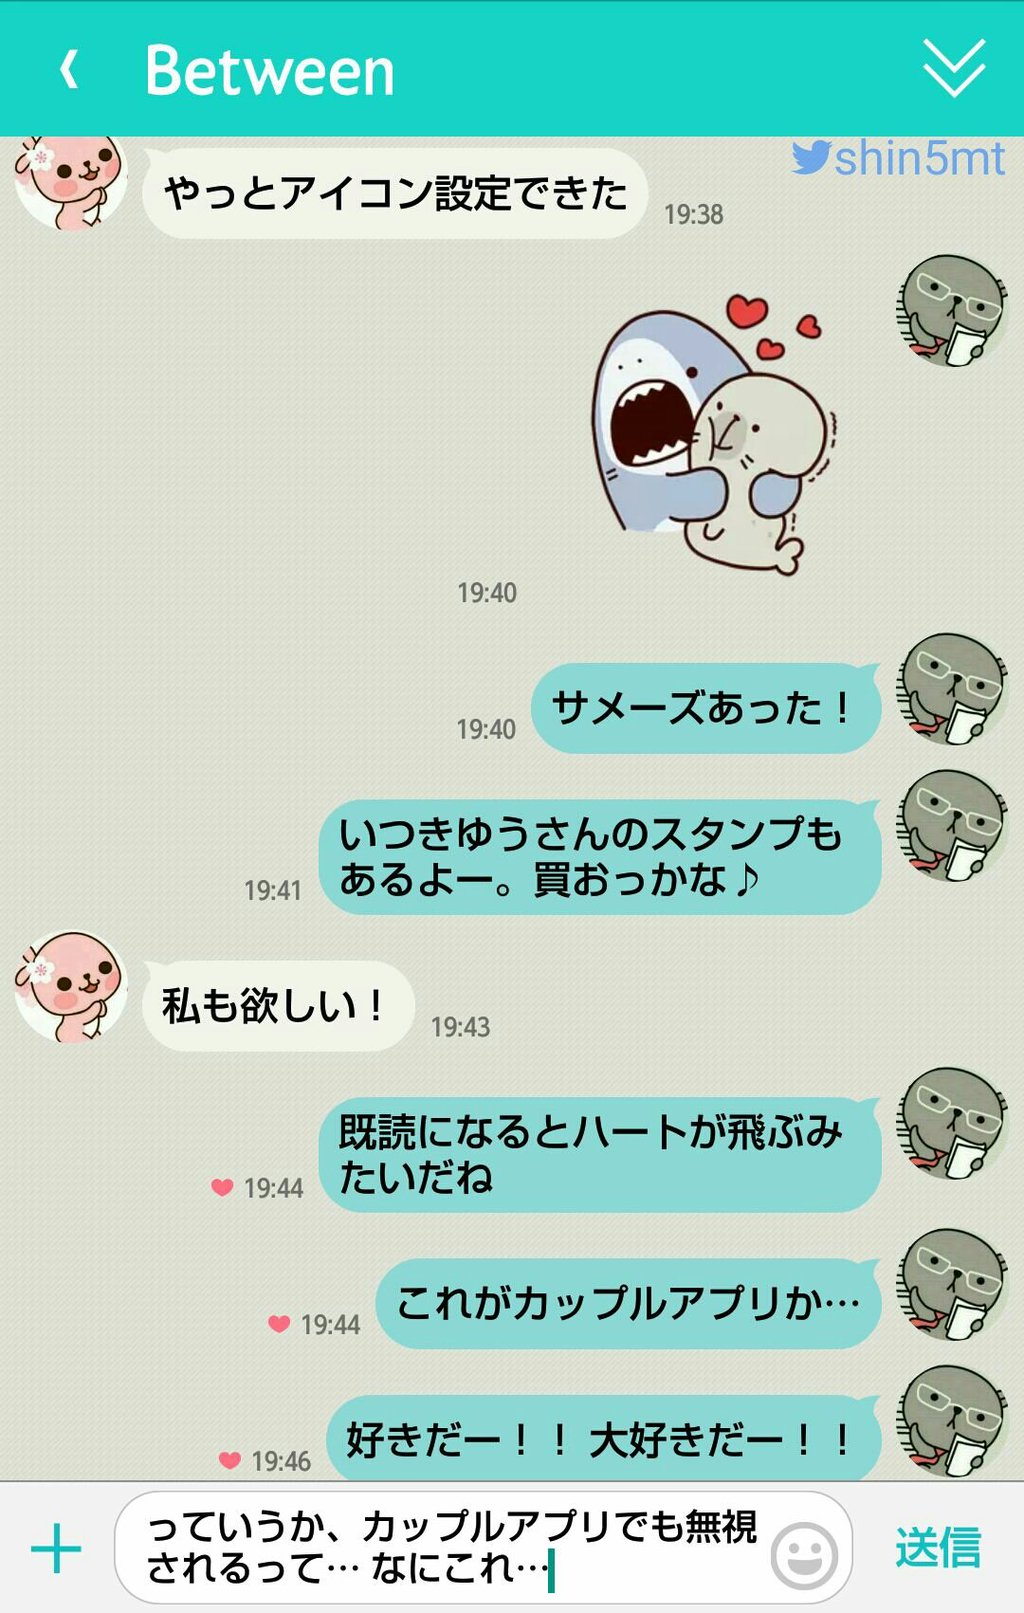 Between
shin5mt
やっとアイコン設定できた
19:38
19:40
サメーズあった！
19:40
いつきゆうさんのスタンプも
あるよー。買おっかな♪
19:41
私も欲しい！
19:43
既読になるとハートが飛ぶみ
たいだね
19:44
これがカップルアプリか…
19:44
好きだー！！大好きだー！！
19:46
っていうか、カップルアプリでも無視
されるって… なにこれ…
送信